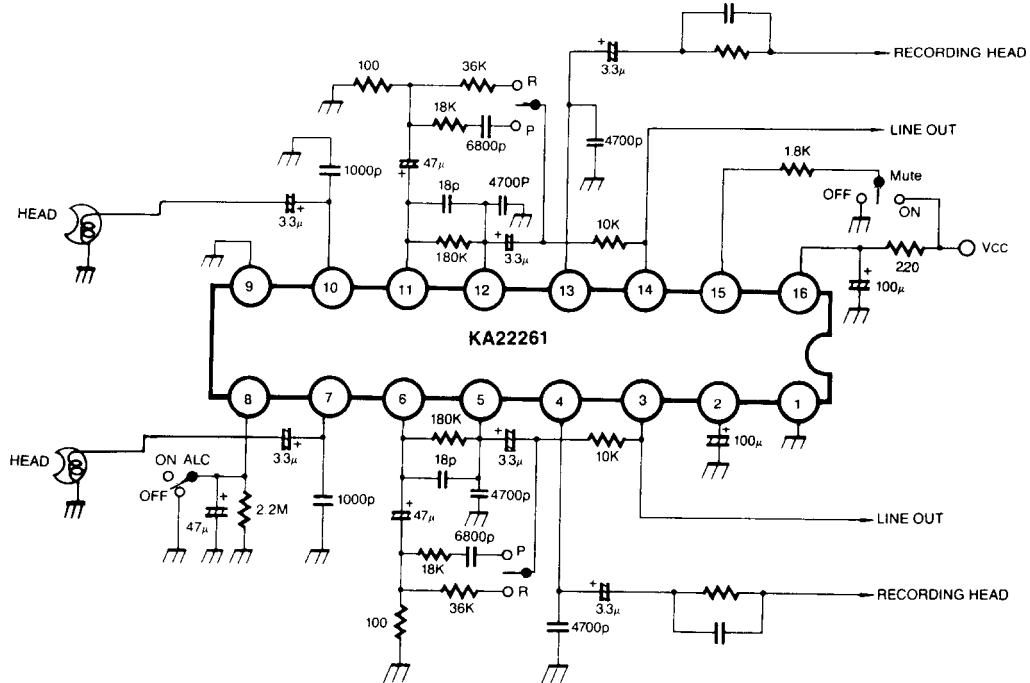 RECORDING HEAD
+
3.3μ
100
36K
R
18K
P
6800p
LINE OUT
4700p
1000p
+
47μ
1.8K
Mute
18p
4700P
OFF
ON
HEAD
+
3.3μ
10K
180K
+
3.3μ
220
VCC
+
100μ
9
10
11
12
13
14
15
16
KA22261
8
7
6
5
4
3
2
1
180K
+
3.3μ
10K
+
100μ
HEAD
+
3.3μ
18p
ON ALC
4700p
OFF
+
47μ
2.2M
1000p
+
47μ
LINE OUT
6800p
P
18K
R
36K
+
3.3μ
RECORDING HEAD
100
4700p